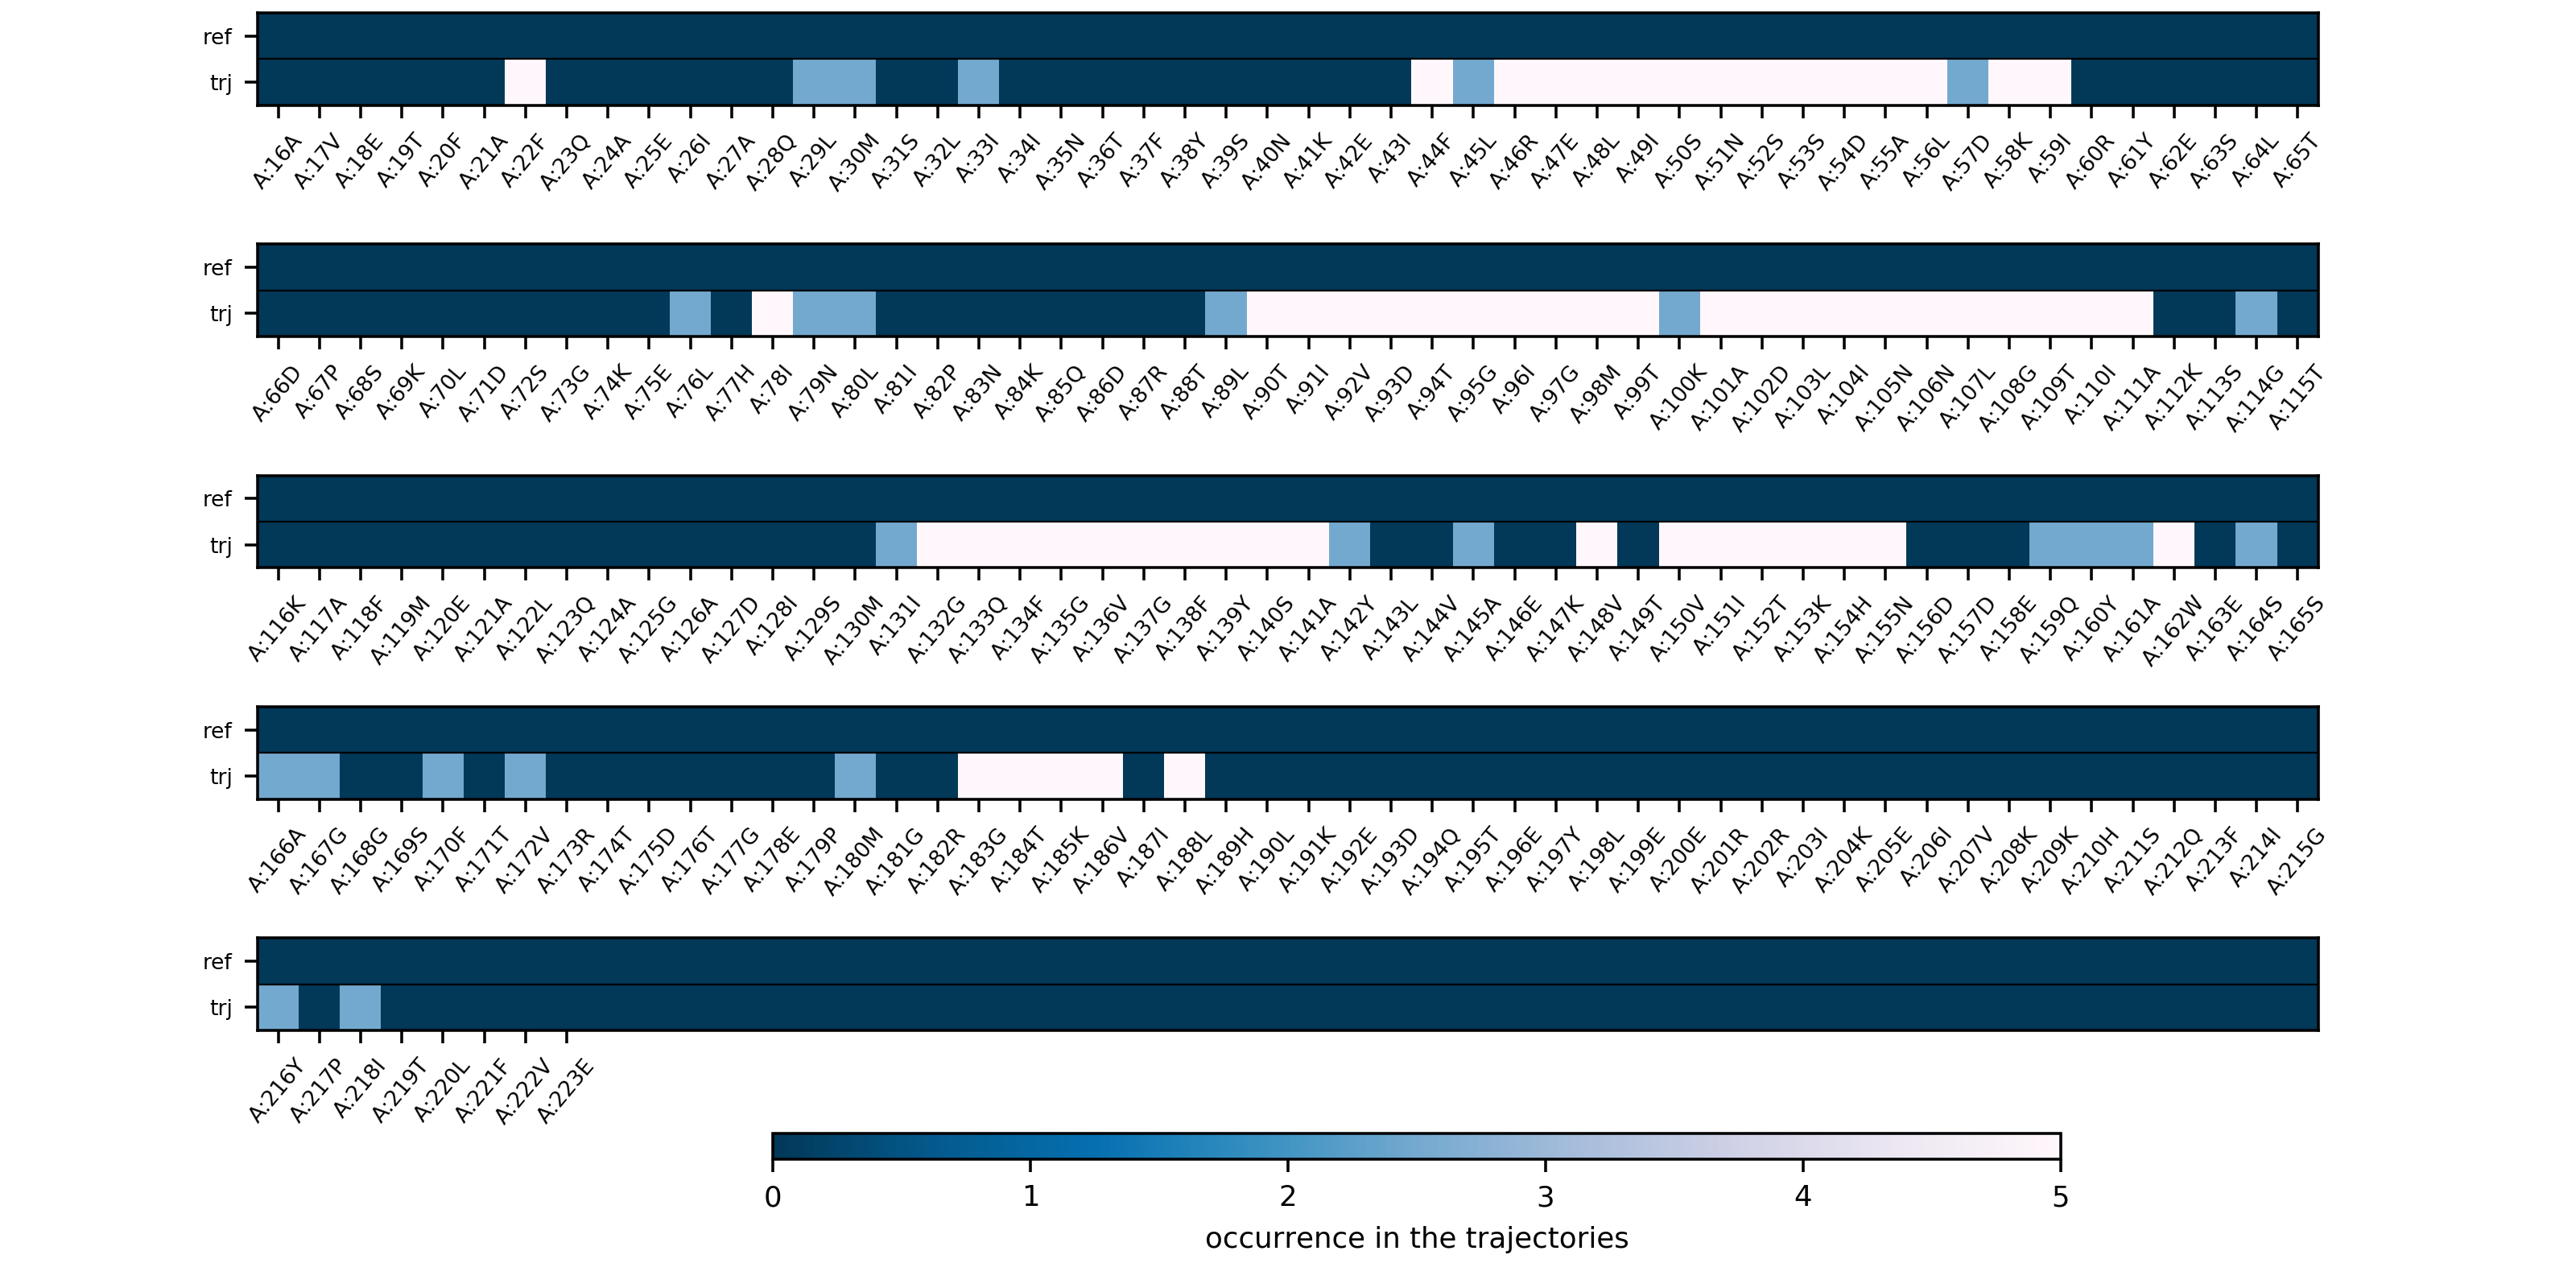 ref
trj
A:16A A:17V A:18E A:19T A:20F A:21A A:22F A:23Q A:24A A:25E A:26I A:27A A:28Q A:29L A:30M A:31S A:32L A:33I A:34I A:35N A:36T A:37F A:38Y A:39S A:40N A:41K A:42E A:43I A:44F A:45L A:46R A:47E A:48L A:49I A:50S A:51N A:52S A:53S A:54D A:55A A:56L A:57D A:58K A:59I A:60R A:61Y A:62E A:63S A:64L A:65T
ref
trj
A:66D A:67P A:68S A:69K A:70L A:71D A:72S A:73G A:74K A:75E A:76L A:77H A:78I A:79N A:80L A:81I A:82P A:83N A:84K A:85Q A:86D A:87R A:88T A:89L A:90T A:91I A:92V A:93D A:94T A:95G A:96I A:97G A:98M A:99T A:100K A:101A A:102D A:103L A:104I A:105N A:106N A:107L A:108G A:109T A:110I A:111A A:112K A:113S A:114G A:115T
ref
trj
A:116K A:117A A:118F A:119M A:120E A:121A A:122L A:123Q A:124A A:125G A:126A A:127D A:128I A:129S A:130M A:131I A:132G A:133Q A:134F A:135G A:136V A:137G A:138F A:139Y A:140S A:141A A:142Y A:143L A:144V A:145A A:146E A:147K A:148V A:149T A:150V A:151I A:152T A:153K A:154H A:155N A:156D A:157D A:158E A:159Q A:160Y A:161A A:162W A:163E A:164S A:165S
ref
trj
A:166A A:167G A:168G A:169S A:170F A:171T A:172V A:173R A:174T A:175D A:176T A:177G A:178E A:179P A:180M A:181G A:182R A:183G A:184T A:185K A:186V A:187I A:188L A:189H A:190L A:191K A:192E A:193D A:194Q A:195T A:196E A:197Y A:198L A:199E A:200E A:201R A:202R A:203I A:204K A:205E A:206I A:207V A:208K A:209K A:210H A:211S A:212Q A:213F A:214I A:215G
ref
trj
A:216Y A:217P A:218I A:219T A:220L A:221F A:222V A:223E
0 1 2 3 4 5
occurrence in the trajectories